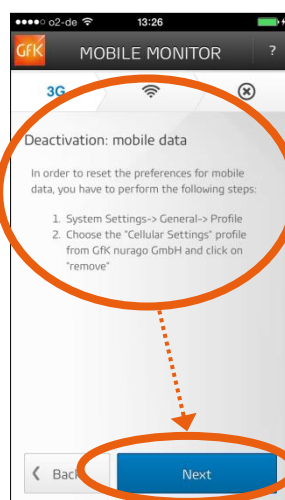 o2-de 13:26
GfK MOBILE MONITOR ?
3G
Deactivation: mobile data
In order to reset the preferences for mobile
data, you have to perform the following steps:
1. System Settings-> General-> Profile
2. Choose the "Cellular Settings" profile
from GfK nurago GmbH and click on
"remove"
Back Next